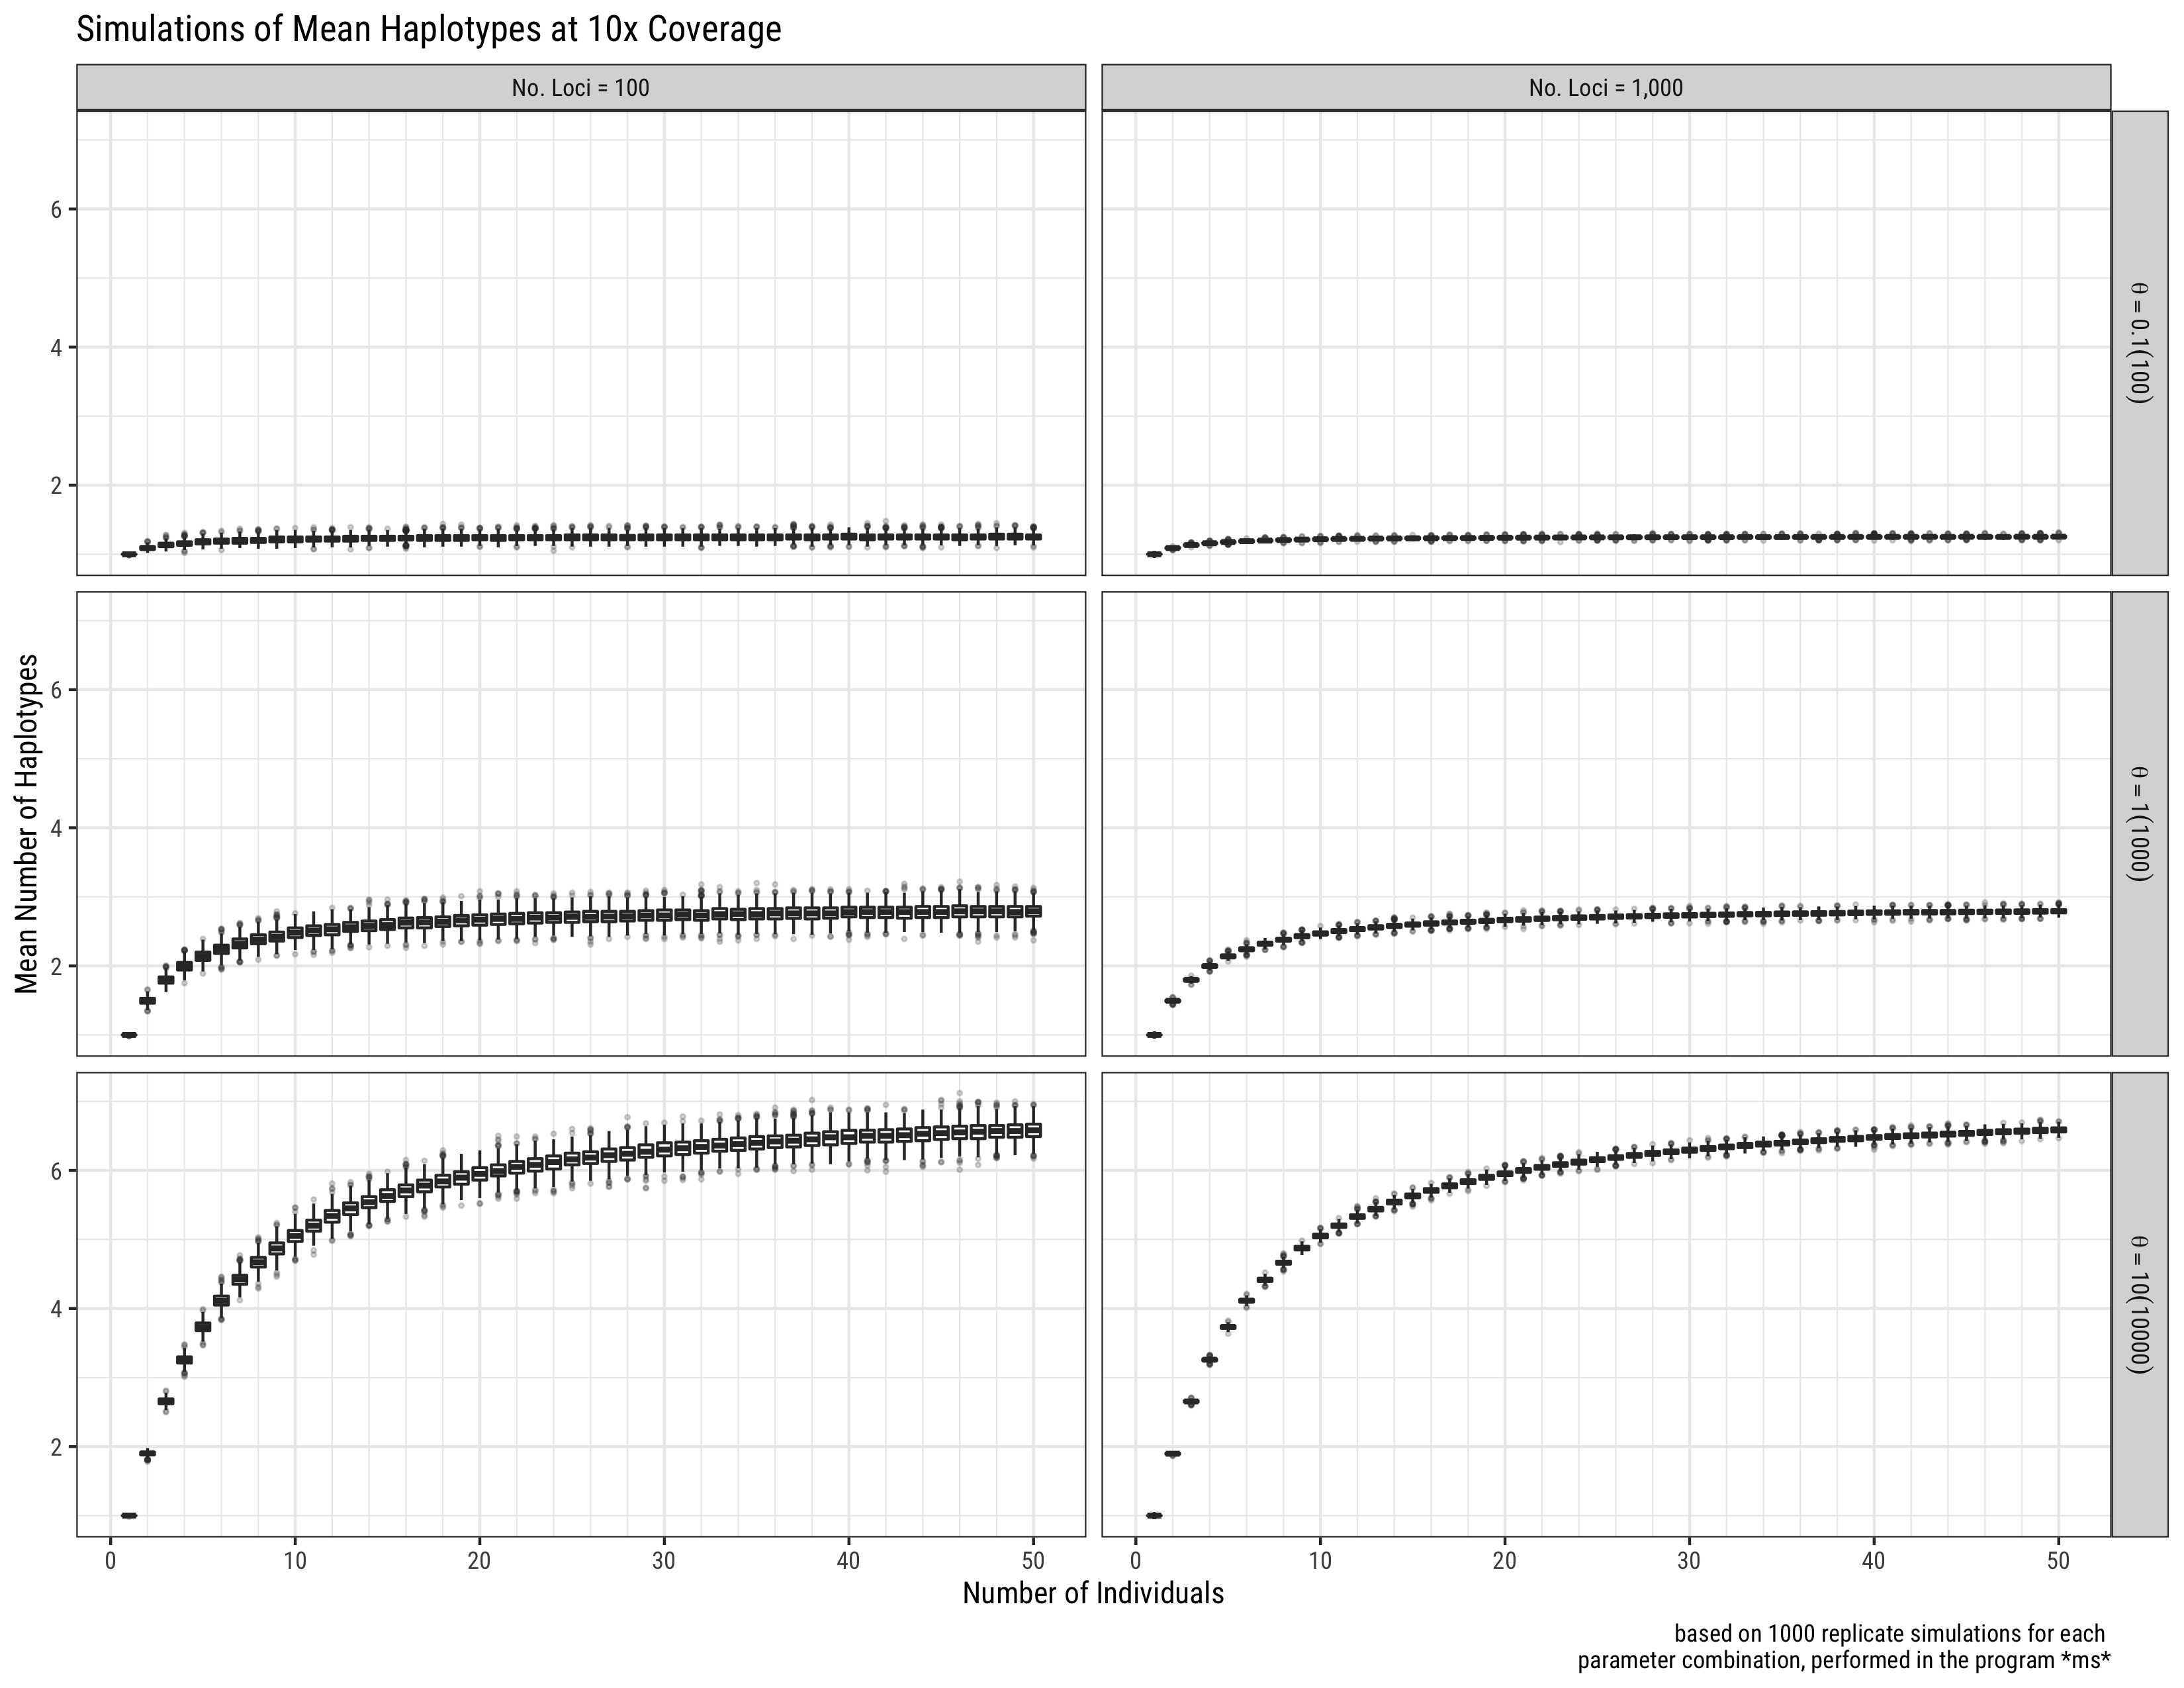 Simulations of Mean Haplotypes at 10x Coverage
No. Loci = 100
No. Loci = 1,000
6
4
2
θ = 0.1(100)
Mean Number of Haplotypes
6
4
2
θ = 1(1000)
6
4
2
θ = 10(10000)
0 10 20 30 40 50
0 10 20 30 40 50
Number of Individuals
based on 1000 replicate simulations for each
parameter combination, performed in the program *ms*